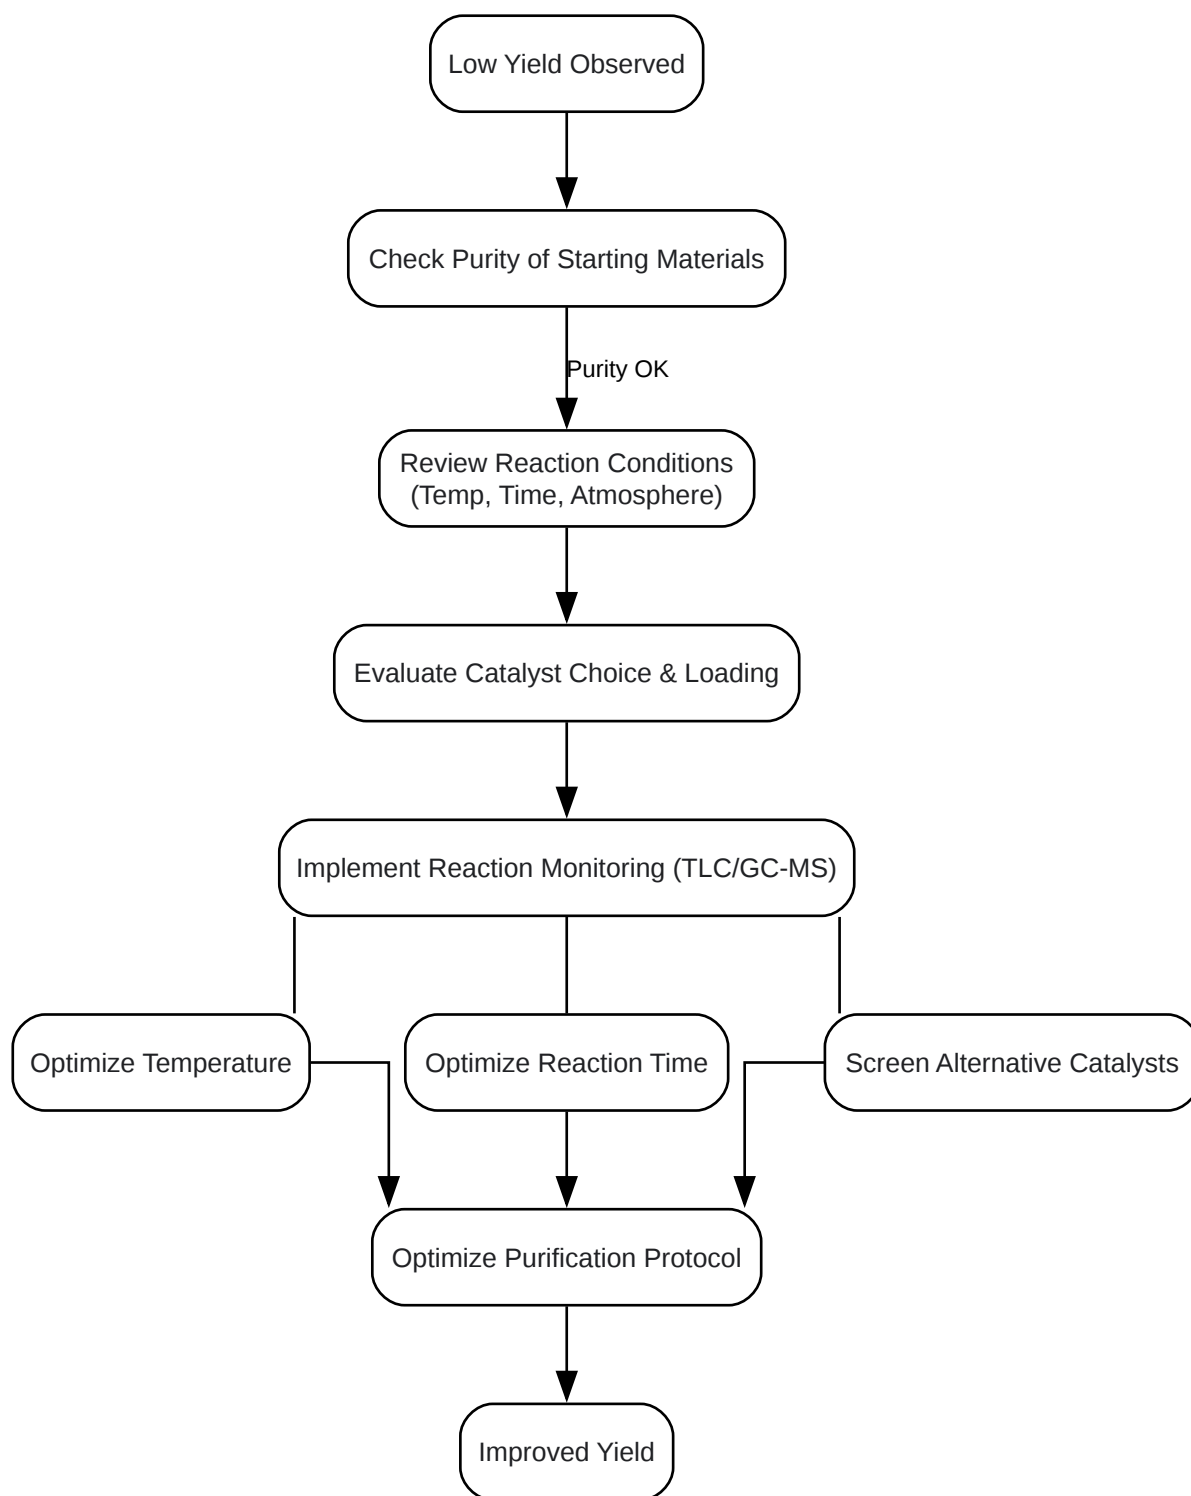 Low Yield Observed
Check Purity of Starting Materials
Purity OK
Review Reaction Conditions
(Temp, Time, Atmosphere)
Evaluate Catalyst Choice & Loading
Implement Reaction Monitoring (TLC/GC-MS)
Optimize Temperature
Optimize Reaction Time
Screen Alternative Catalysts
Optimize Purification Protocol
Improved Yield